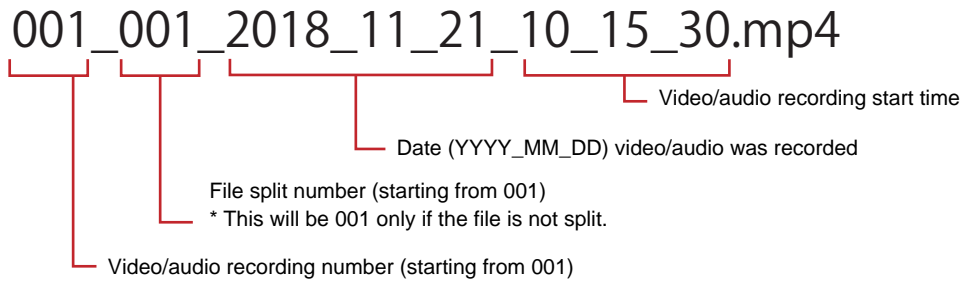 001_001_2018_11_21_10_15_30.mp4
Video/audio recording start time
Date (YYYY_MM_DD) video/audio was recorded
File split number (starting from 001)
* This will be 001 only if the file is not split.
Video/audio recording number (starting from 001)